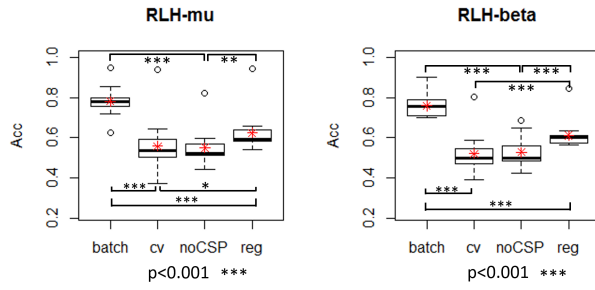 RLH-mu
RLH-beta
Acc
1.0
0.8
0.6
0.4
0.2
***
**
***
*
***
batch cv noCSP reg
p<0.001 ***
Acc
1.0
0.8
0.6
0.4
0.2
***
***
***
***
***
batch cv noCSP reg
p<0.001 ***